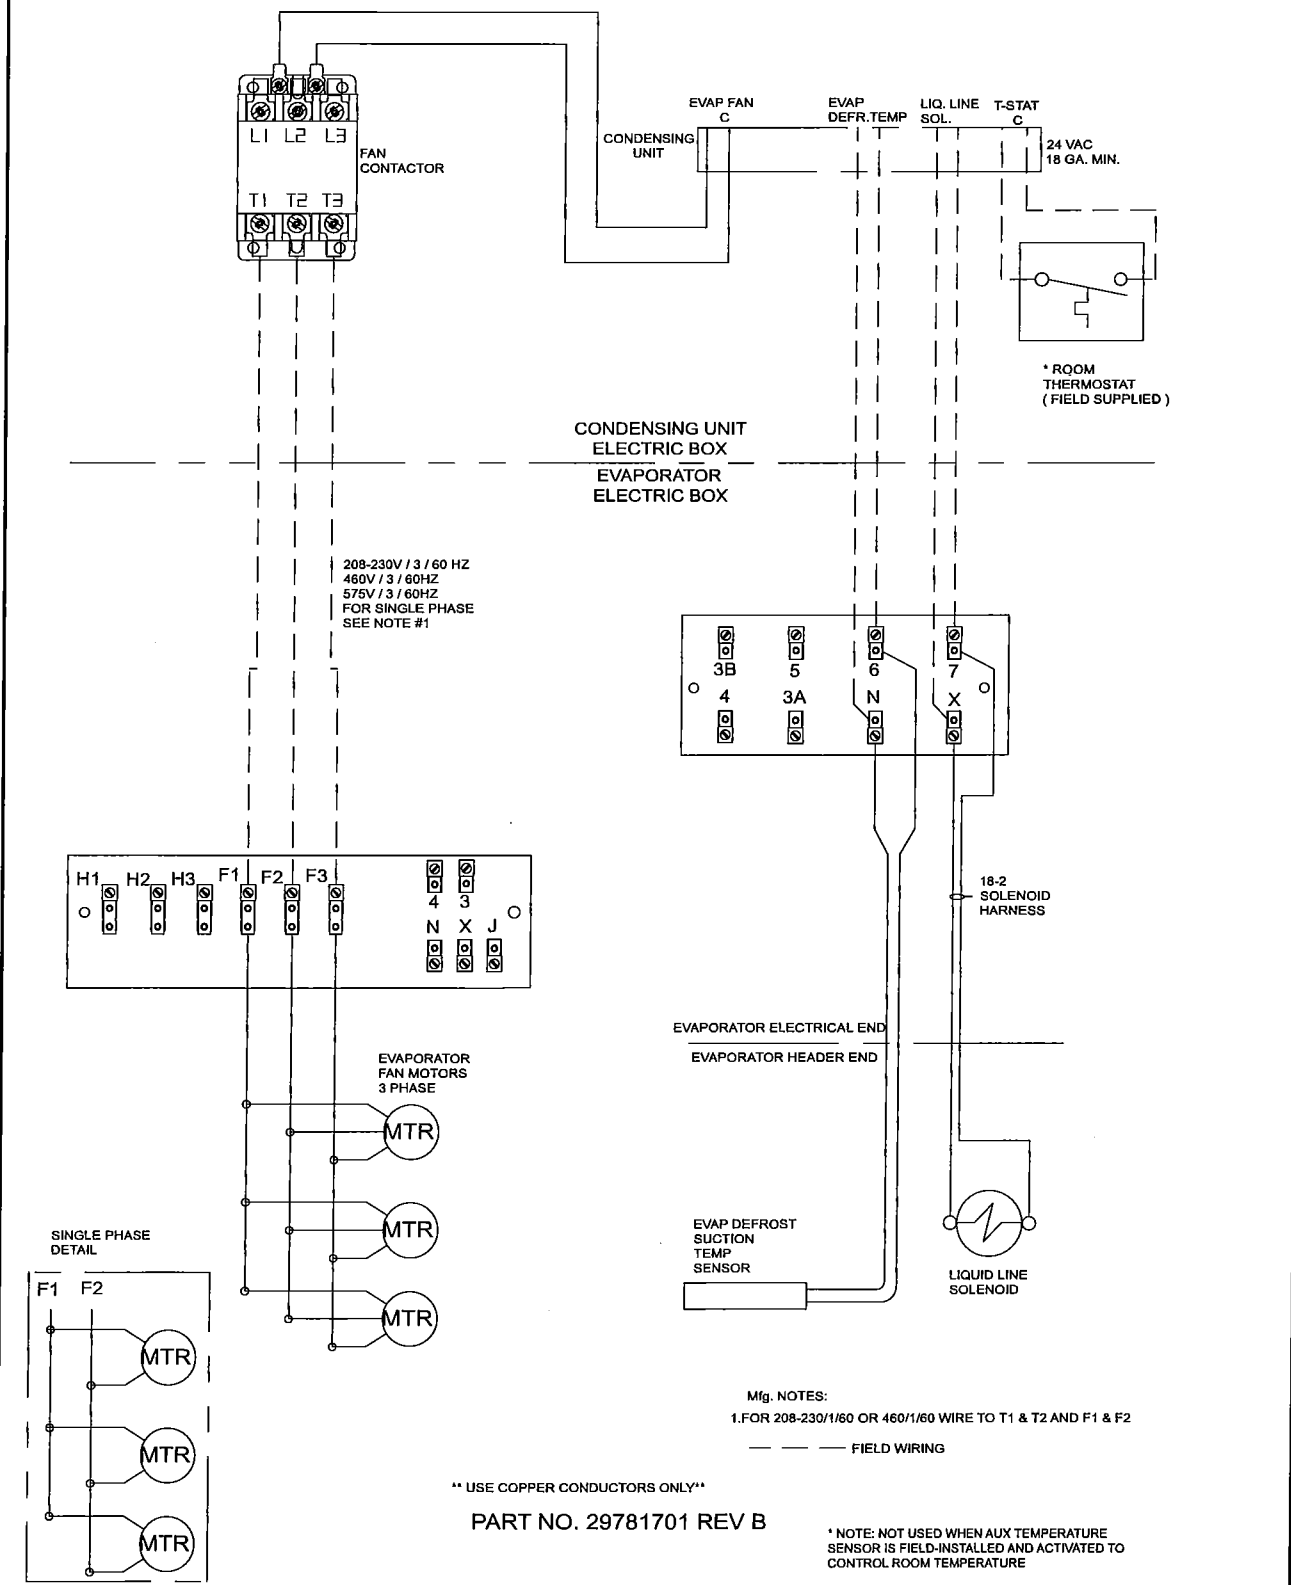 EVAP FAN
C
EVAP
DEFR.TEMP
LIQ. LINE
SOL.
T-STAT
C
CONDENSING
UNIT
24 VAC
18 GA. MIN.
L1 L2 L3
FAN
CONTACTOR
T1 T2 T3
* ROOM
THERMOSTAT
( FIELD SUPPLIED )
CONDENSING UNIT
ELECTRIC BOX
EVAPORATOR
ELECTRIC BOX
208-230V / 3 / 60 HZ
460V / 3 / 60HZ
575V / 3 / 60HZ
FOR SINGLE PHASE
SEE NOTE #1
3B 5 6 7
4 3A N X
H1 H2 H3 F1 F2 F3
4 3
N X J
18-2
SOLENOID
HARNESS
EVAPORATOR ELECTRICAL END
EVAPORATOR HEADER END
EVAPORATOR
FAN MOTORS
3 PHASE
MTR
MTR
MTR
EVAP DEFROST
SUCTION
TEMP
SENSOR
LIQUID LINE
SOLENOID
SINGLE PHASE
DETAIL
F1 F2
MTR
MTR
MTR
Mfg. NOTES:
1.FOR 208-230/1/60 OR 460/1/60 WIRE TO T1 & T2 AND F1 & F2
FIELD WIRING
** USE COPPER CONDUCTORS ONLY**
PART NO. 29781701 REV B
* NOTE: NOT USED WHEN AUX TEMPERATURE
SENSOR IS FIELD-INSTALLED AND ACTIVATED TO
CONTROL ROOM TEMPERATURE